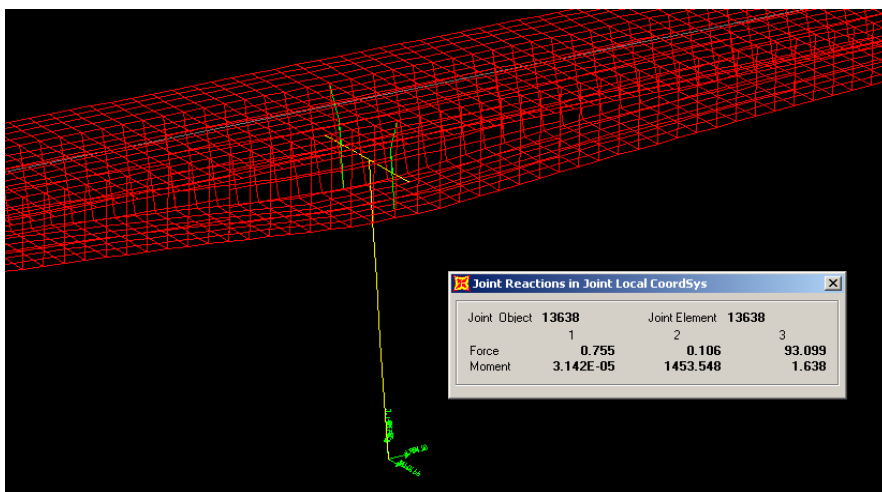 Joint Reactions in Joint Local CoordSys
Joint Object 13638 Joint Element 13638
1 2 3
Force 0.755 0.106 93.099
Moment 3.142E-05 1453.548 1.638